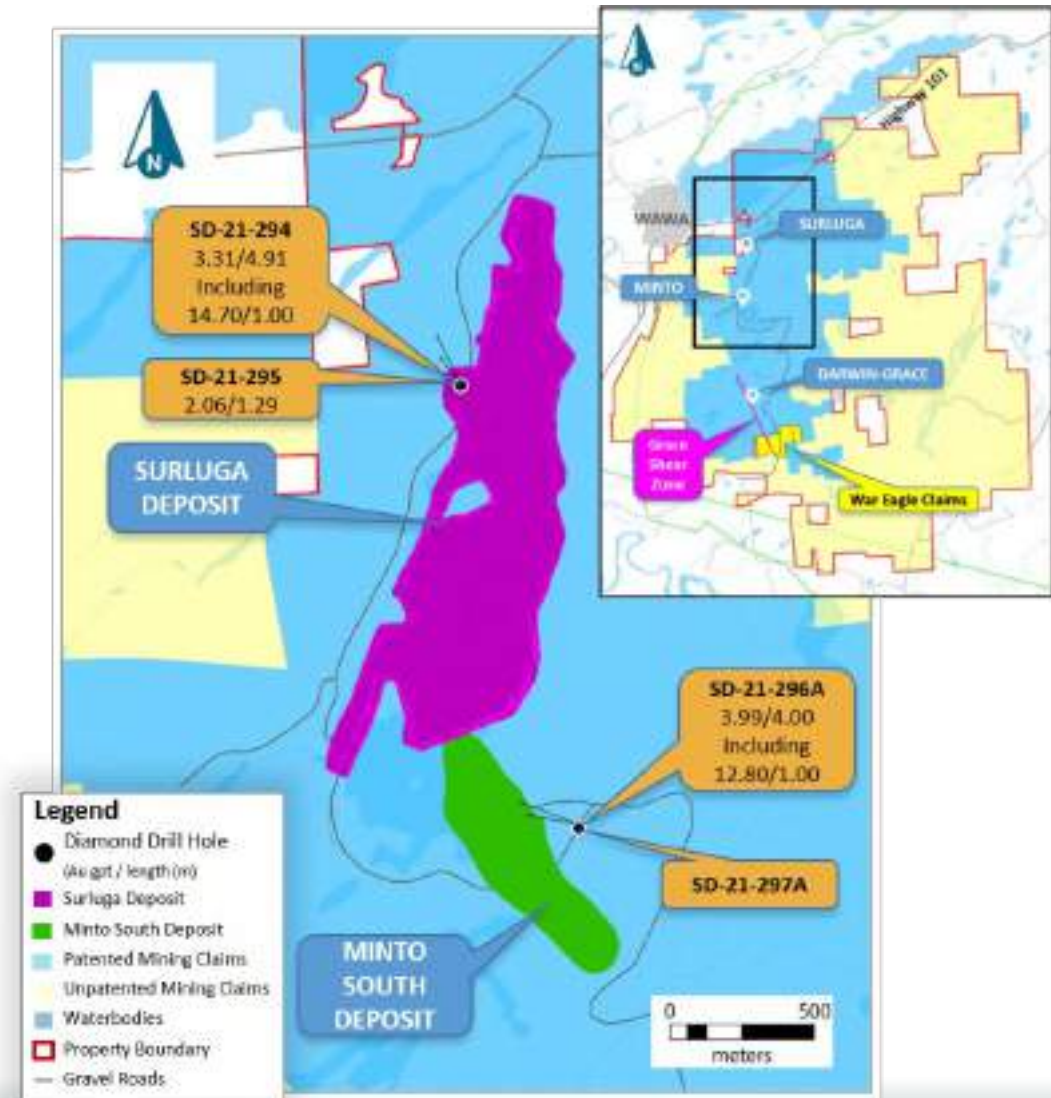 N
SD-21-294
3.31/4.91
Including
14.70/1.00
SD-21-295
2.06/1.29
SURLUGA
DEPOSIT
SD-21-296A
3.99/4.00
Including
12.80/1.00
SD-21-297A
MINTO
SOUTH
DEPOSIT
0 500
meters
Legend
Diamond Drill Hole
(Au gpt / length (m)
Surluga Deposit
Minto South Deposit
Patented Mining Claims
Unpatented Mining Claims
Waterbodies
Property Boundary
Gravel Roads
N
Highway 101
WAWA
SURLUGA
MINTO
DARWIN-GRACE
Grace
Shear
Zone
War Eagle Claims